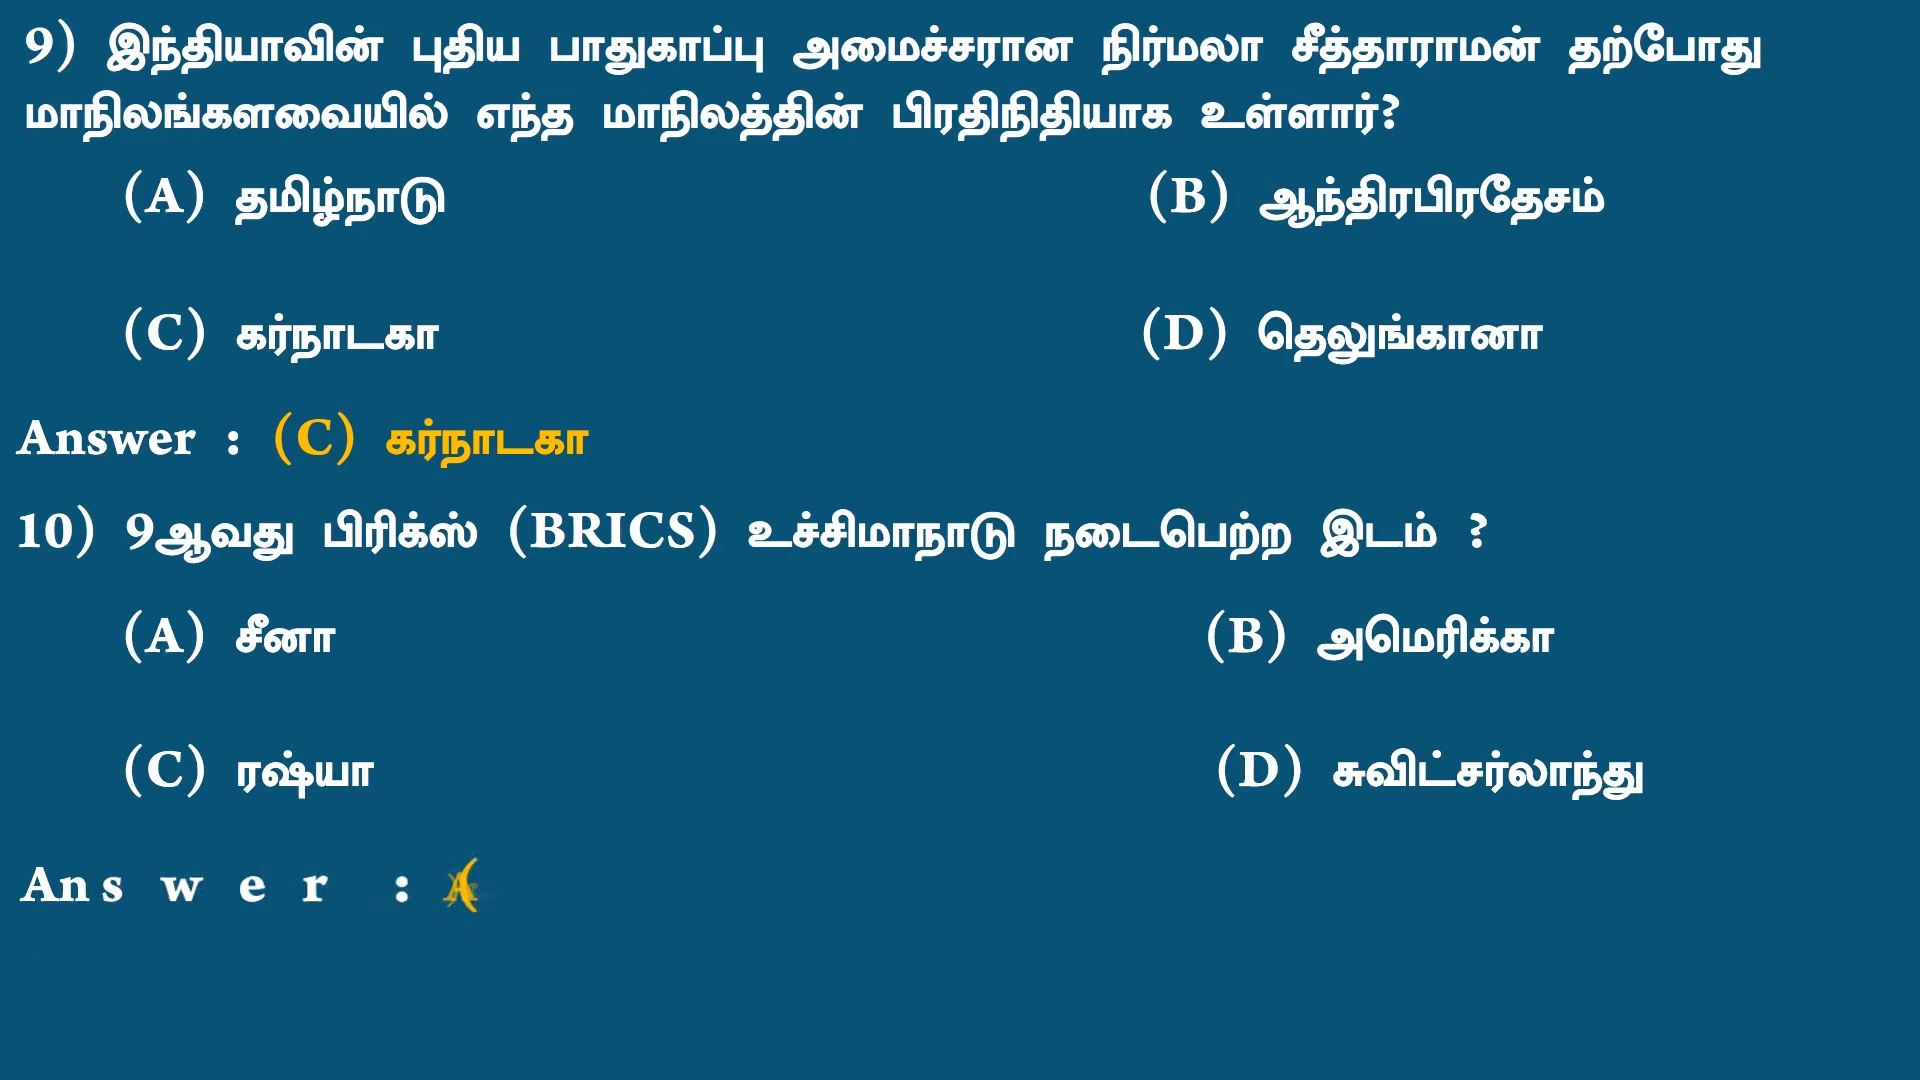 9) இந்தியாவின் புதிய பாதுகாப்பு அமைச்சரான நிர்மலா சீத்தாராமன் தற்போது
மாநிலங்களவையில் எந்த மாநிலத்தின் பிரதிநிதியாக உள்ளார்?
(A) தமிழ்நாடு (B) ஆந்திரபிரதேசம்
(C) கர்நாடகா (D) தெலுங்கானா
Answer : (C) கர்நாடகா
10) 9ஆவது பிரிக்ஸ் (BRICS) உச்சிமாநாடு நடைபெற்ற இடம் ?
(A) சீனா (B) அமெரிக்கா
(C) ரஷ்யா (D) சுவிட்சர்லாந்து
Answer :